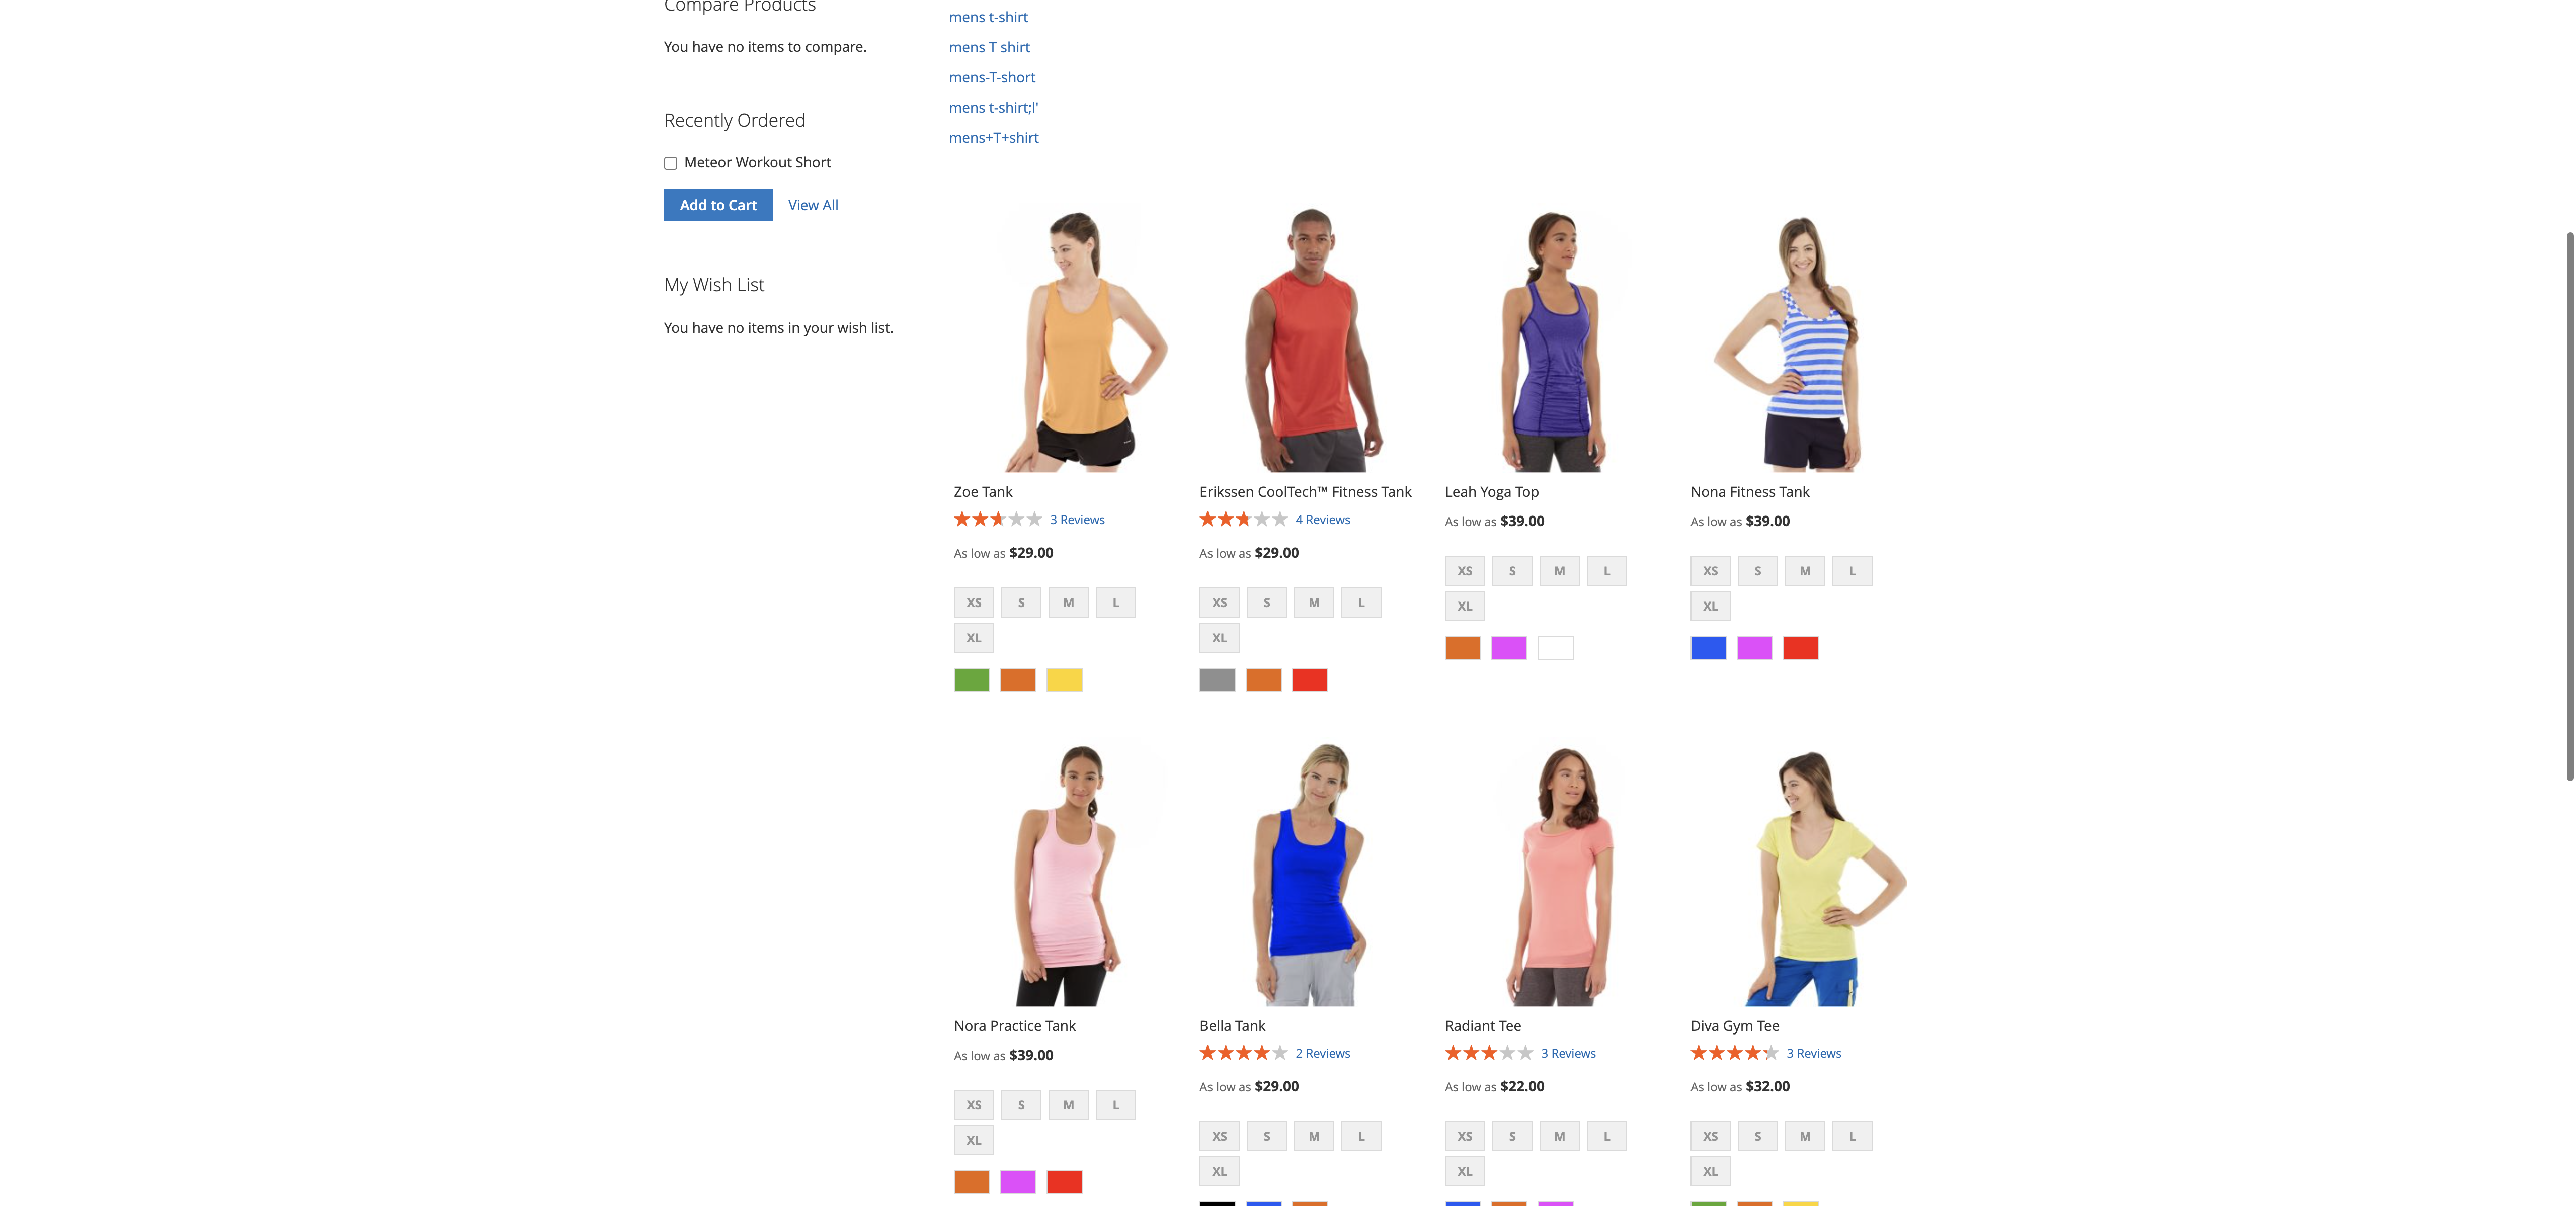 Compare Products
You have no items to compare.
Recently Ordered
Meteor Workout Short
Add to Cart
View All
My Wish List
You have no items in your wish list.
mens t-shirt
mens T shirt
mens-T-short
mens t-shirt;l'
mens+T+shirt
Zoe Tank
3 Reviews
As low as $29.00
XS S M L
XL
Erikssen CoolTech™ Fitness Tank
4 Reviews
As low as $29.00
XS S M L
XL
Leah Yoga Top
As low as $39.00
XS S M L
XL
Nona Fitness Tank
As low as $39.00
XS S M L
XL
Nora Practice Tank
As low as $39.00
XS S M L
XL
Bella Tank
2 Reviews
As low as $29.00
XS S M L
XL
Radiant Tee
3 Reviews
As low as $22.00
XS S M L
XL
Diva Gym Tee
3 Reviews
As low as $32.00
XS S M L
XL